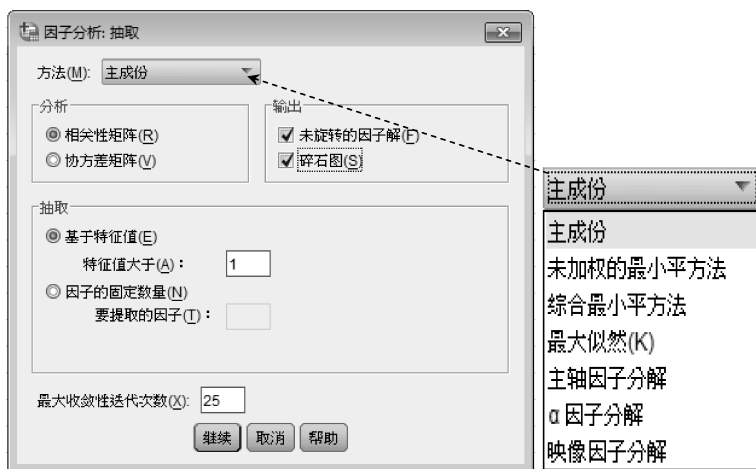 因子分析: 抽取
方法(M): 主成份
分析
相关性矩阵(R)
协方差矩阵(V)
输出
未旋转的因子解(F)
碎石图(S)
抽取
基于特征值(E)
特征值大于(A): 1
因子的固定数量(N)
要提取的因子(T):
最大收敛性迭代次数(X): 25
继续 取消 帮助
主成份
主成份
未加权的最小平方法
综合最小平方法
最大似然(K)
主轴因子分解
α因子分解
映像因子分解